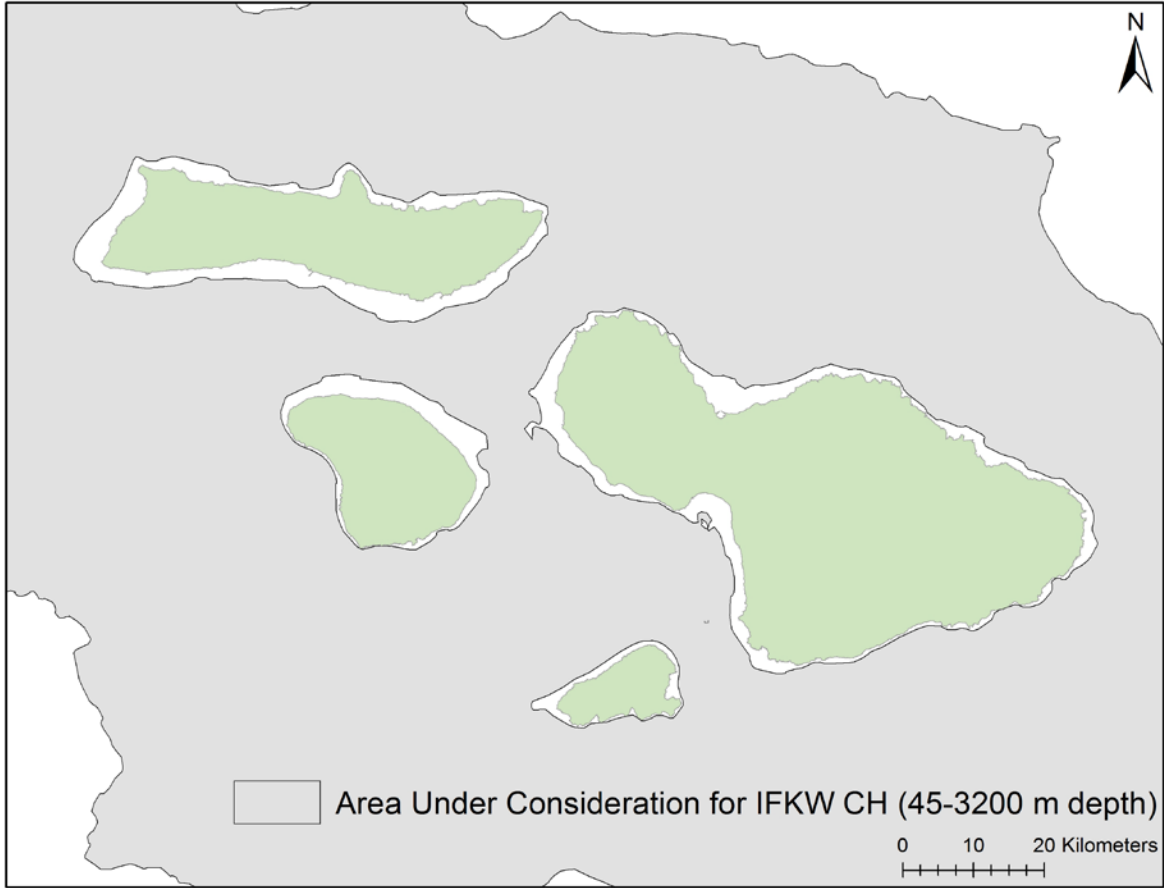 N
Area Under Consideration for IFKW CH (45-3200 m depth)
0 10 20 Kilometers